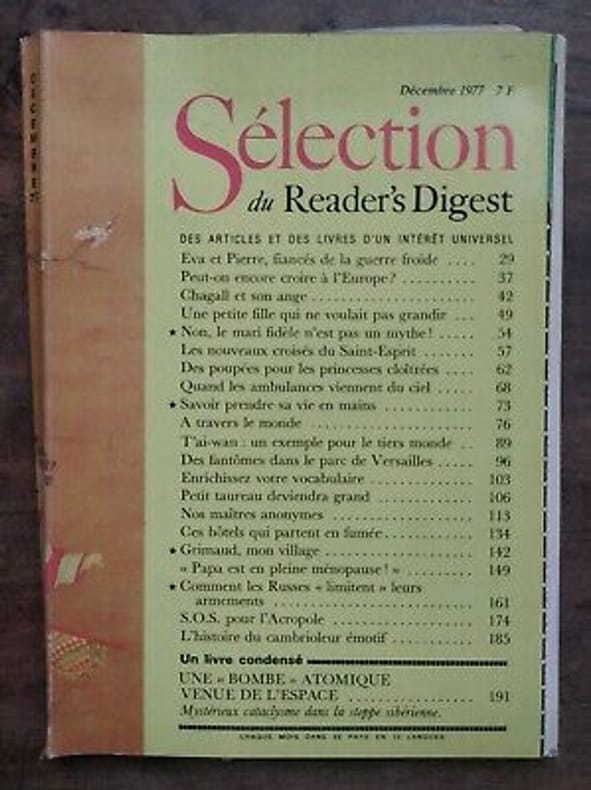 Décembre 1977 7 F
Sélection
du Reader's Digest
DES ARTICLES ET DES LIVRES D'UN INTÉRÊT UNIVERSEL
Eva et Pierre, fiancés de la guerre froide .... 29
Peut-on encore croire à l'Europe? .......... 37
Chagall et son ange ...................... 42
Une petite fille qui ne voulait pas grandir ... 49
★ Non, le mari fidèle n'est pas un mythe! ..... 54
Les nouveaux croisés du Saint-Esprit ....... 57
Des poupées pour les princesses cloîtrées .... 62
Quand les ambulances viennent du ciel ..... 68
★ Savoir prendre sa vie en mains ............ 73
A travers le monde ...................... 76
T'ai-wan : un exemple pour le tiers monde .. 89
Des fantômes dans le parc de Versailles ..... 96
Enrichissez votre vocabulaire .............. 103
Petit taureau deviendra grand .............. 106
Nos maîtres anonymes ................... 113
Ces hôtels qui partent en fumée ............ 134
★ Grimaud, mon village .................... 142
« Papa est en pleine ménopause! » .......... 149
★ Comment les Russes « limitent » leurs
armements .......................... 161
S.O.S. pour l'Acropole .................... 174
L'histoire du cambrioleur émotif ........... 185
Un livre condensé
UNE « BOMBE » ATOMIQUE
VENUE DE L'ESPACE ................. 191
Mystérieux cataclysme dans la steppe sibérienne.